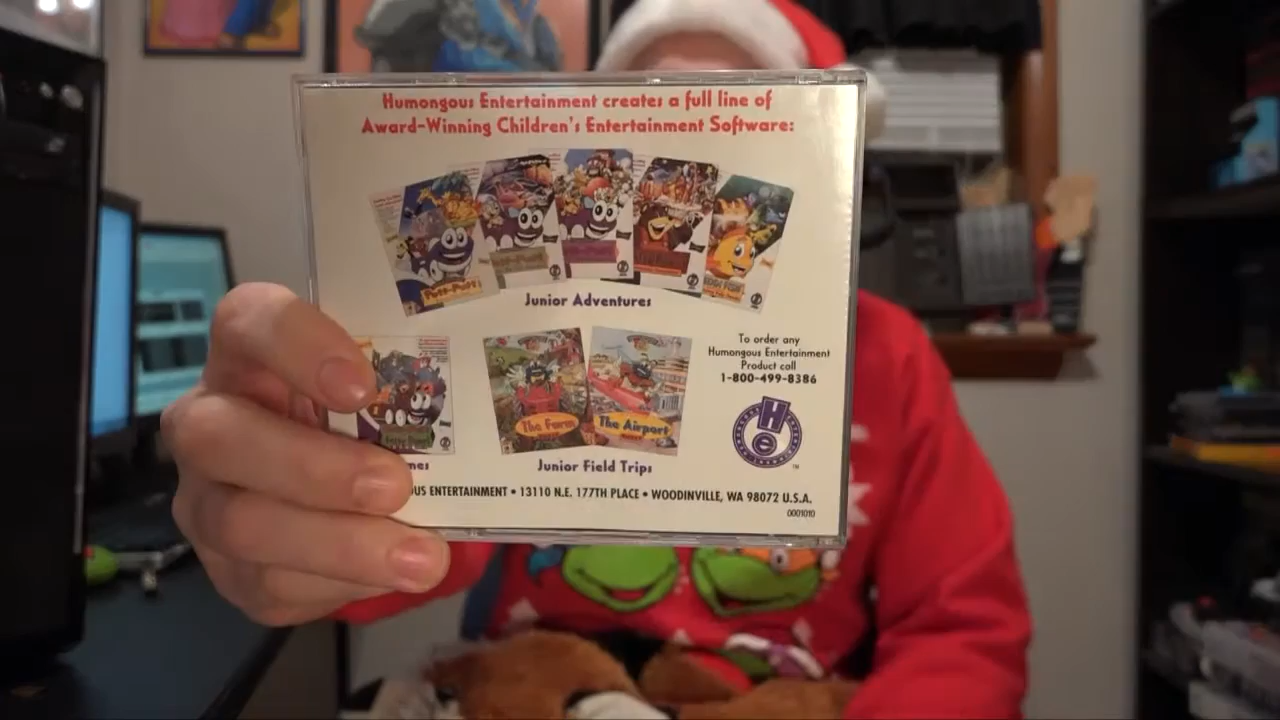 Humongous Entertainment creates a full line of
Award-Winning Children's Entertainment Software:
Putt-Putt
Junior Adventures
To order any
Humongous Entertainment
Product call
1-800-499-8386
The Farm
The Airport
Junior Field Trips
HE
TM
ENTERTAINMENT • 13110 N.E. 177TH PLACE • WOODINVILLE, WA 98072 U.S.A.
0001010